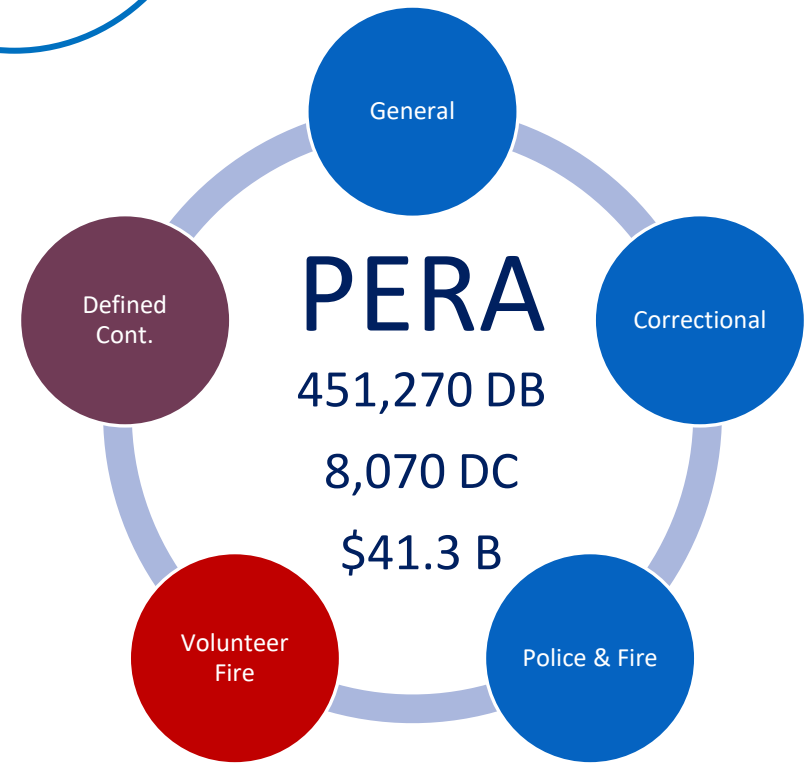 General
PERA
451,270 DB
8,070 DC
$41.3 B
Correctional
Police & Fire
Volunteer
Fire
Defined
Cont.